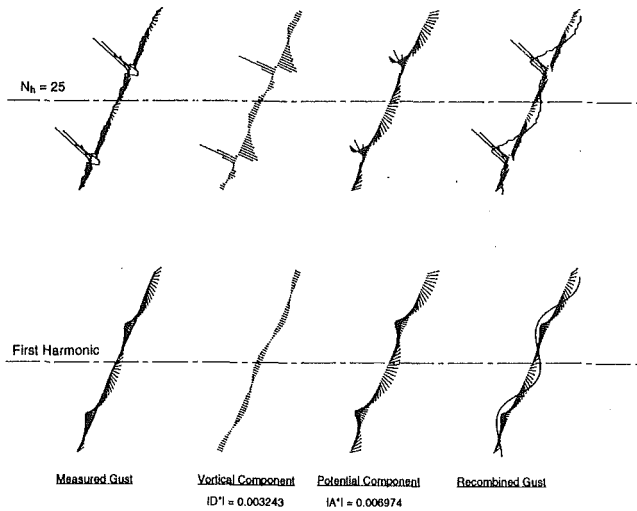 N_h = 25
First Harmonic
Measured Gust
Vortical Component
Potential Component
Recombined Gust
|D*| = 0.003243
|A*| = 0.006974